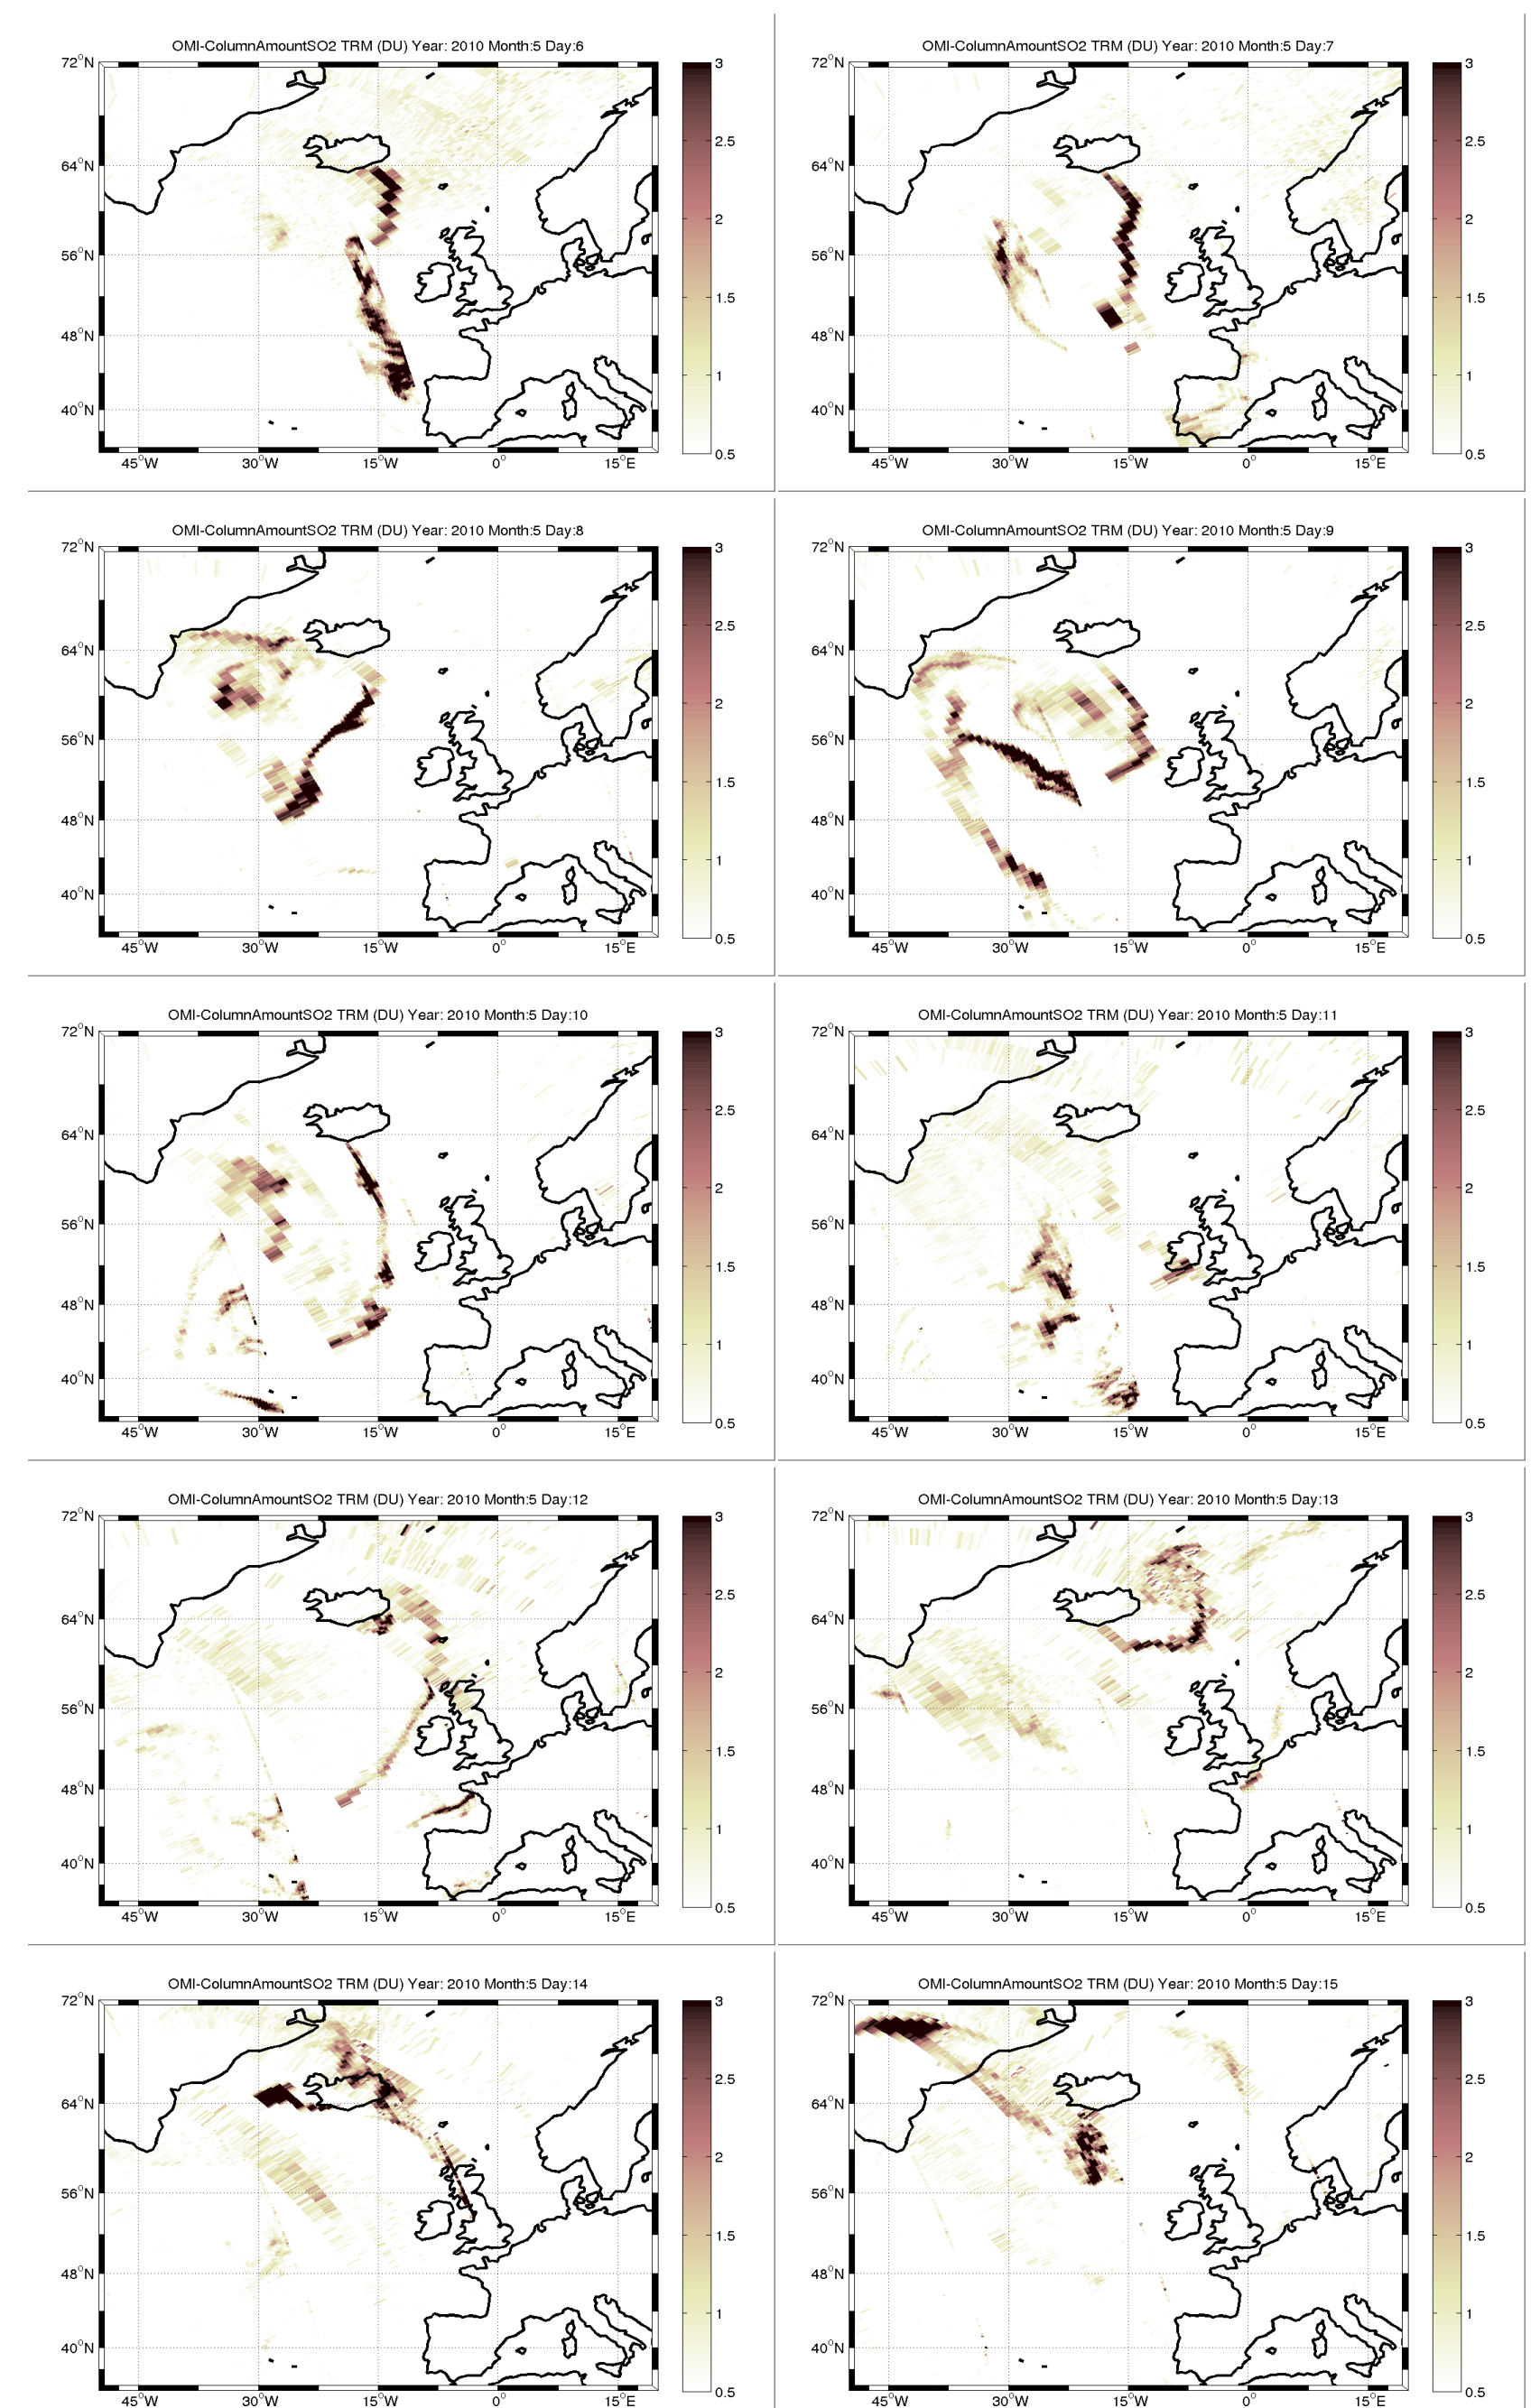 OMI-ColumnAmountSO2 TRM (DU) Year: 2010 Month:5 Day:6
72°N
64°N
56°N
48°N
40°N
45°W 30°W 15°W 0° 15°E
3
2.5
2
1.5
1
0.5
OMI-ColumnAmountSO2 TRM (DU) Year: 2010 Month:5 Day:7
72°N
64°N
56°N
48°N
40°N
45°W 30°W 15°W 0° 15°E
3
2.5
2
1.5
1
0.5
OMI-ColumnAmountSO2 TRM (DU) Year: 2010 Month:5 Day:8
72°N
64°N
56°N
48°N
40°N
45°W 30°W 15°W 0° 15°E
3
2.5
2
1.5
1
0.5
OMI-ColumnAmountSO2 TRM (DU) Year: 2010 Month:5 Day:9
72°N
64°N
56°N
48°N
40°N
45°W 30°W 15°W 0° 15°E
3
2.5
2
1.5
1
0.5
OMI-ColumnAmountSO2 TRM (DU) Year: 2010 Month:5 Day:10
72°N
64°N
56°N
48°N
40°N
45°W 30°W 15°W 0° 15°E
3
2.5
2
1.5
1
0.5
OMI-ColumnAmountSO2 TRM (DU) Year: 2010 Month:5 Day:11
72°N
64°N
56°N
48°N
40°N
45°W 30°W 15°W 0° 15°E
3
2.5
2
1.5
1
0.5
OMI-ColumnAmountSO2 TRM (DU) Year: 2010 Month:5 Day:12
72°N
64°N
56°N
48°N
40°N
45°W 30°W 15°W 0° 15°E
3
2.5
2
1.5
1
0.5
OMI-ColumnAmountSO2 TRM (DU) Year: 2010 Month:5 Day:13
72°N
64°N
56°N
48°N
40°N
45°W 30°W 15°W 0° 15°E
3
2.5
2
1.5
1
0.5
OMI-ColumnAmountSO2 TRM (DU) Year: 2010 Month:5 Day:14
72°N
64°N
56°N
48°N
40°N
45°W 30°W 15°W 0° 15°E
3
2.5
2
1.5
1
0.5
OMI-ColumnAmountSO2 TRM (DU) Year: 2010 Month:5 Day:15
72°N
64°N
56°N
48°N
40°N
45°W 30°W 15°W 0° 15°E
3
2.5
2
1.5
1
0.5